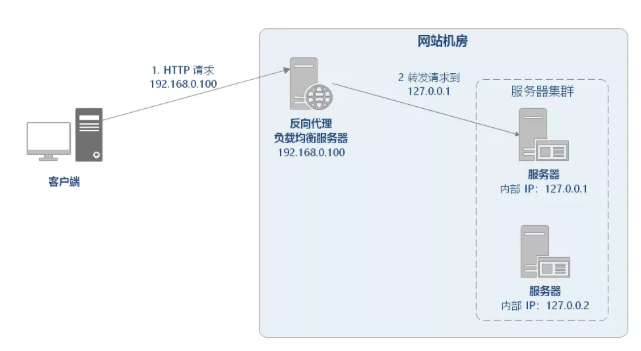 网站机房
1. HTTP 请求
192.168.0.100
2 转发请求到
127.0.0.1
服务器集群
反向代理
负载均衡服务器
192.168.0.100
客户端
服务器
内部 IP：127.0.0.1
服务器
内部 IP：127.0.0.2